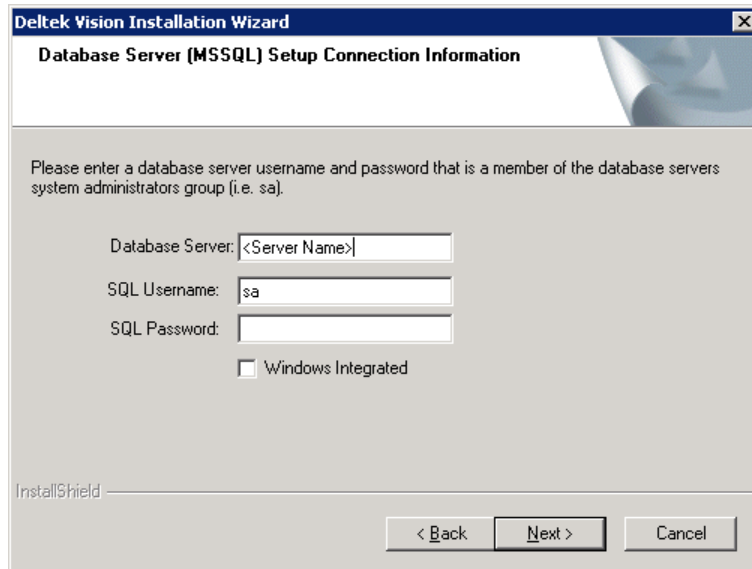 Deltek Vision Installation Wizard
Database Server (MSSQL) Setup Connection Information
Please enter a database server username and password that is a member of the database servers
system administrators group (i.e. sa).
Database Server: <Server Name>
SQL Username: sa
SQL Password:
Windows Integrated
InstallShield
< Back Next > Cancel